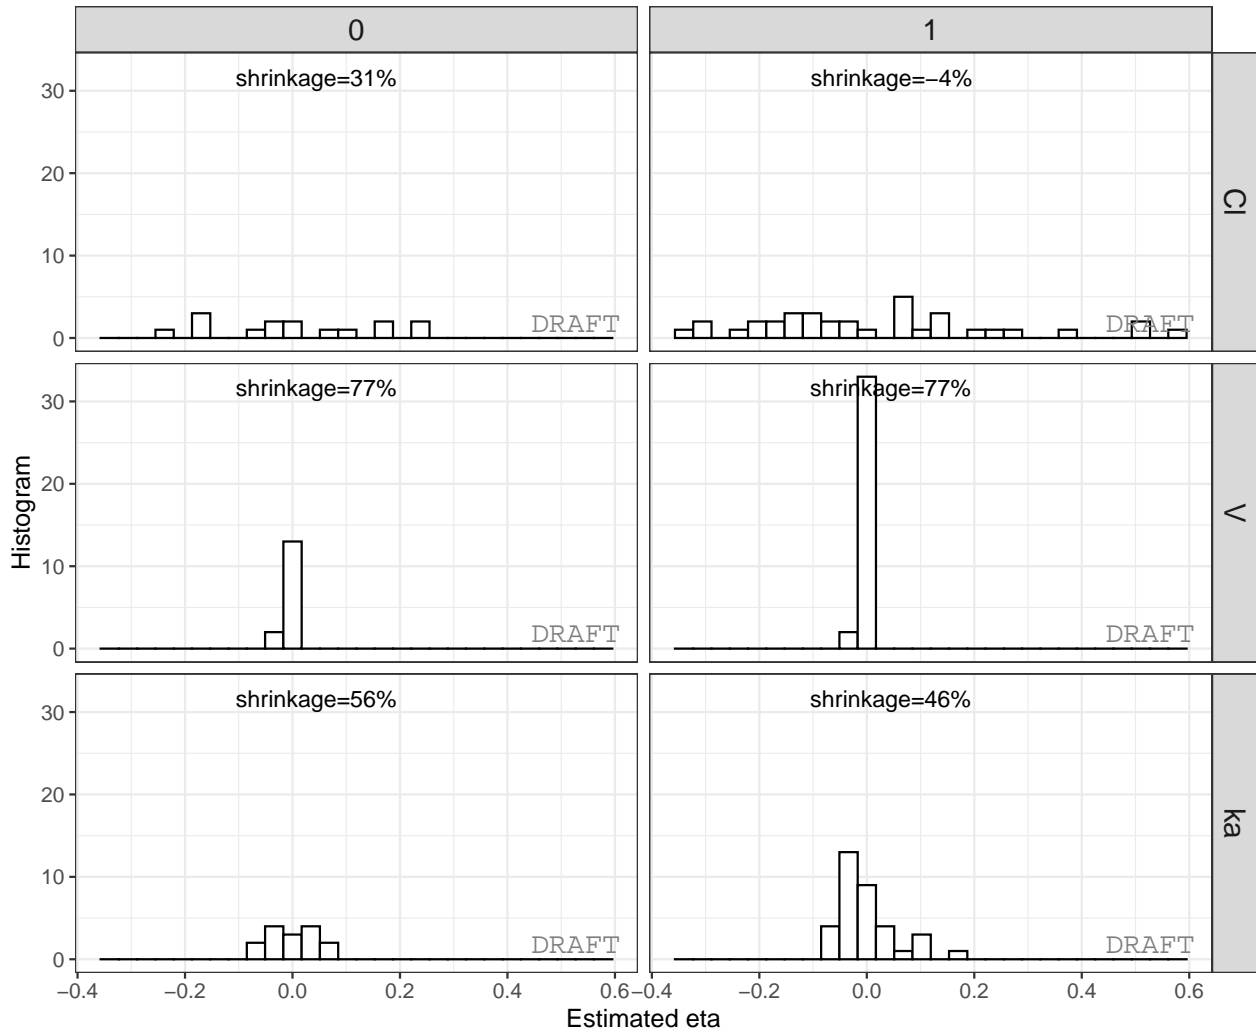 0
1
shrinkage=31%
shrinkage=−4%
Cl
30
20
10
0
DRAFT
DRAFT
shrinkage=77%
shrinkage=77%
V
30
20
10
0
DRAFT
DRAFT
Histogram
shrinkage=56%
shrinkage=46%
ka
30
20
10
0
DRAFT
DRAFT
−0.4 −0.2 0.0 0.2 0.4 0.6
−0.4 −0.2 0.0 0.2 0.4 0.6
Estimated eta